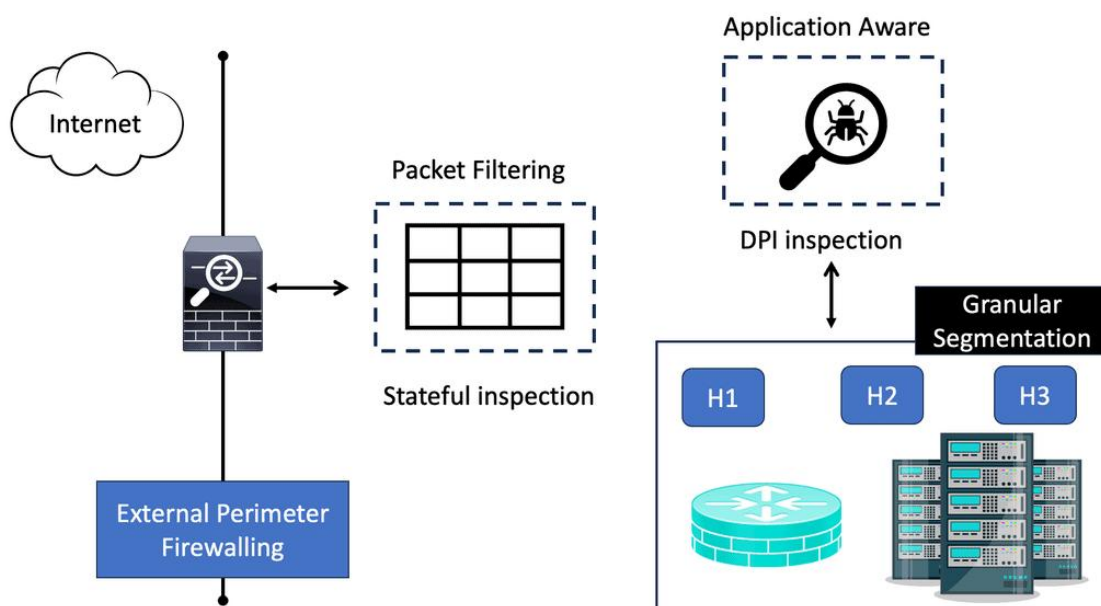 Internet
External Perimeter
Firewalling
Packet Filtering
Stateful inspection
Application Aware
DPI inspection
Granular
Segmentation
H1
H2
H3